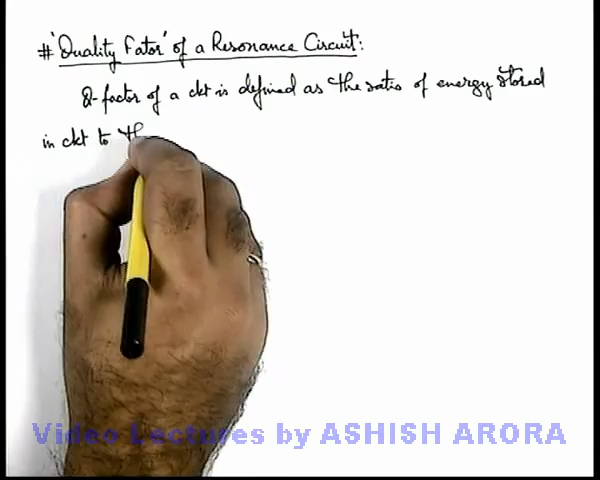 # 'Quality Fator' of a Resonance Circuit:
Q-factor of a ckt is defined as the ratio of energy stored
in ckt to th
Video Lectures by ASHISH ARORA